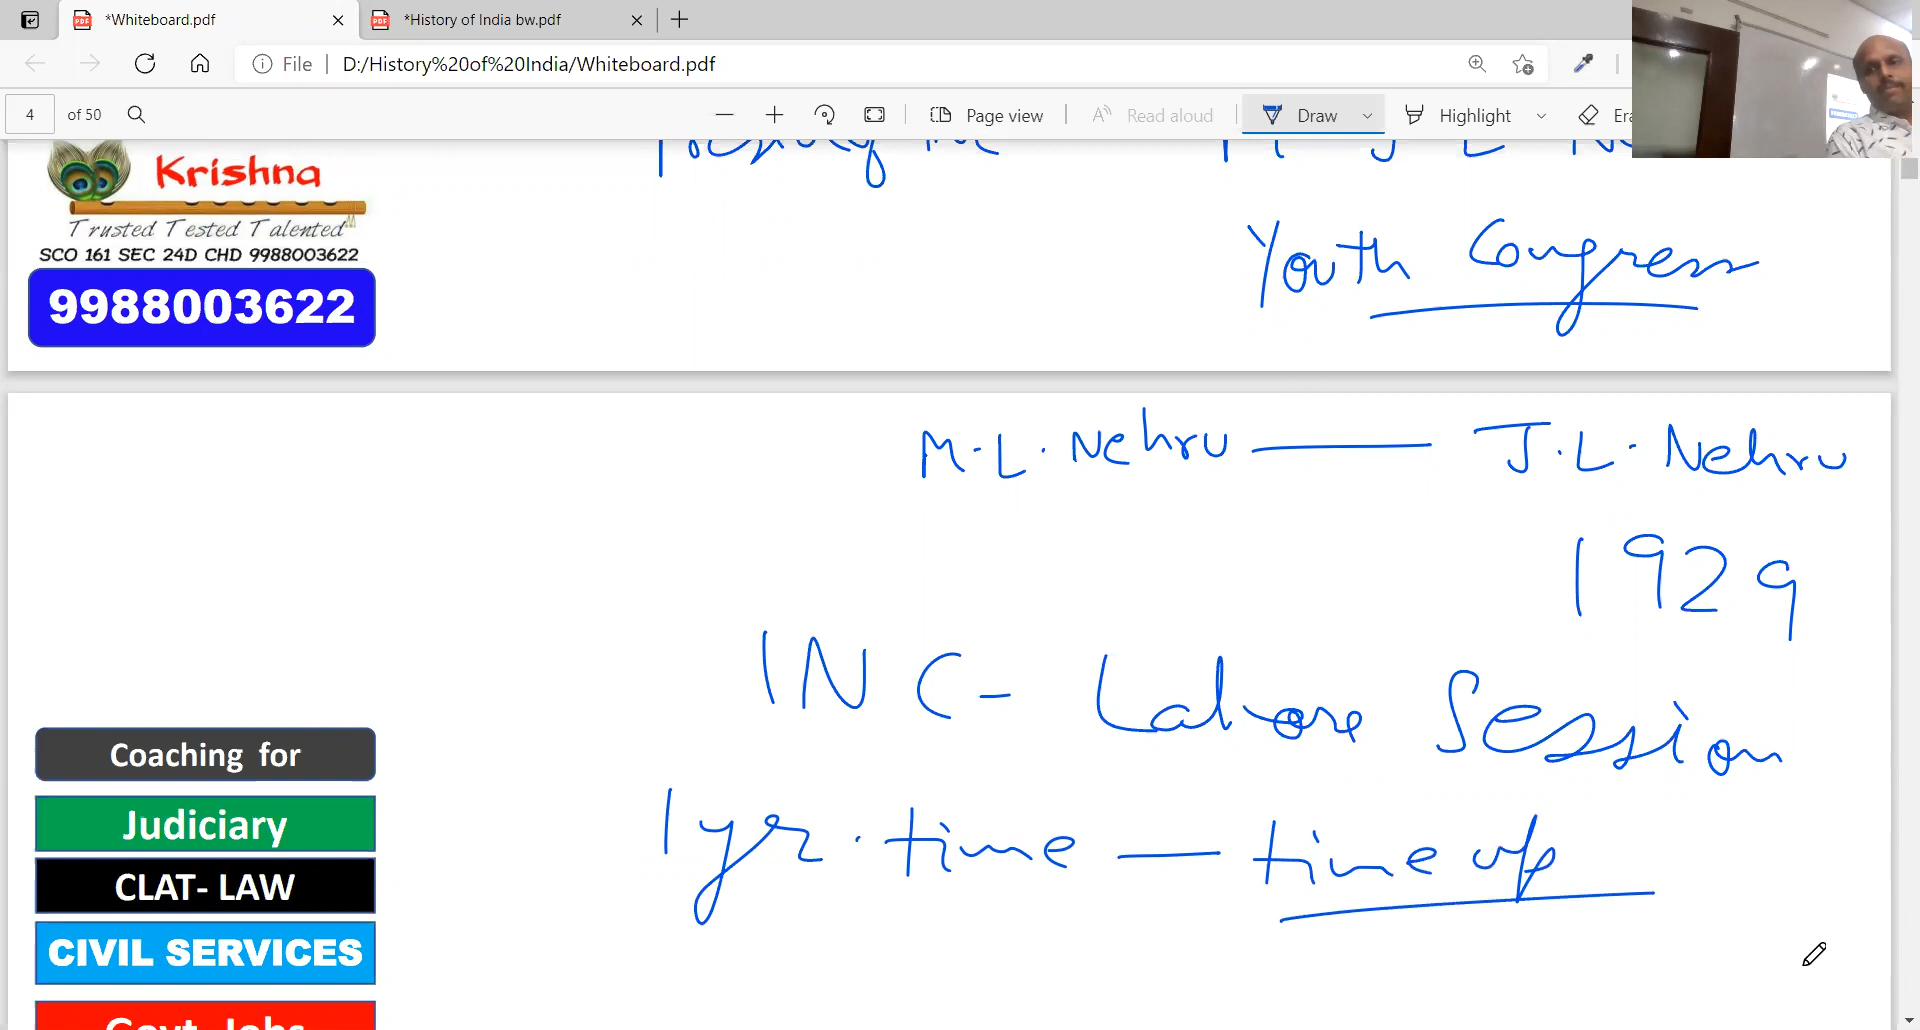 *Whiteboard.pdf
*History of India bw.pdf
File
D:/History%20of%20India/Whiteboard.pdf
4 of 50
Page view
Read aloud
Draw
Highlight
Krishna
Trusted Tested Talented
SCO 161 SEC 24D CHD 9988003622
9988003622
Youth Congress
M.L. Nehru — J.L. Nehru
1929
INC - Lahore Session
1 yr. time — time up
Coaching for
Judiciary
CLAT- LAW
CIVIL SERVICES
Govt. Jobs